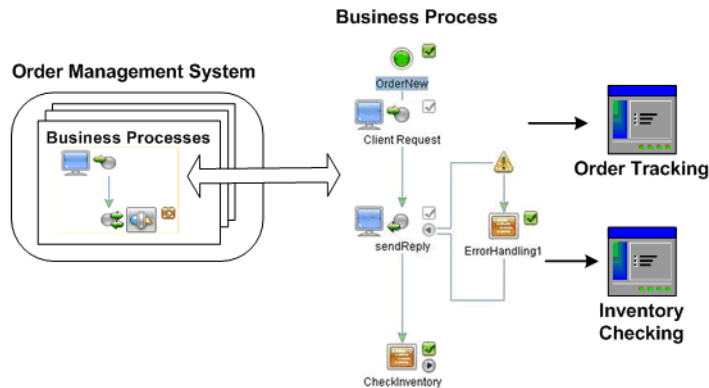 Business Process
Order Management System
Business Processes
OrderNew
Client Request
Order Tracking
sendReply
ErrorHandling1
Inventory
Checking
CheckInventory